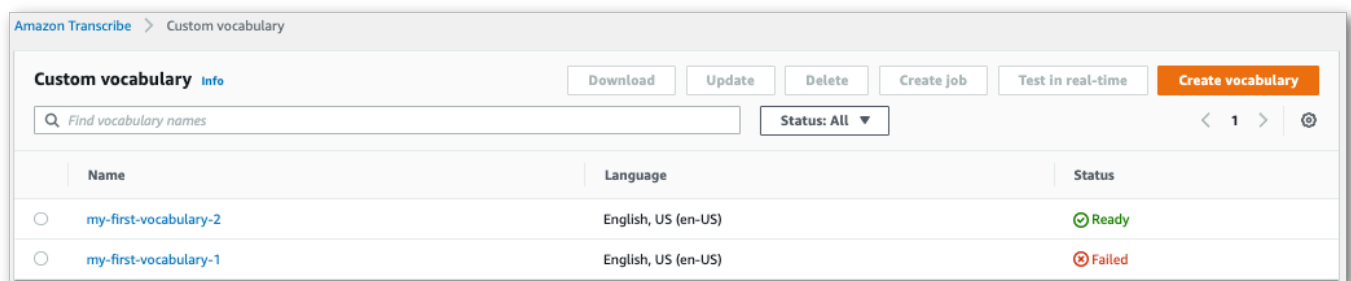 Amazon Transcribe > Custom vocabulary
Custom vocabulary Info Download Update Delete Create job Test in real-time Create vocabulary
Find vocabulary names Status: All ▼ < 1 >
Name Language Status
my-first-vocabulary-2 English, US (en-US) Ready
my-first-vocabulary-1 English, US (en-US) Failed